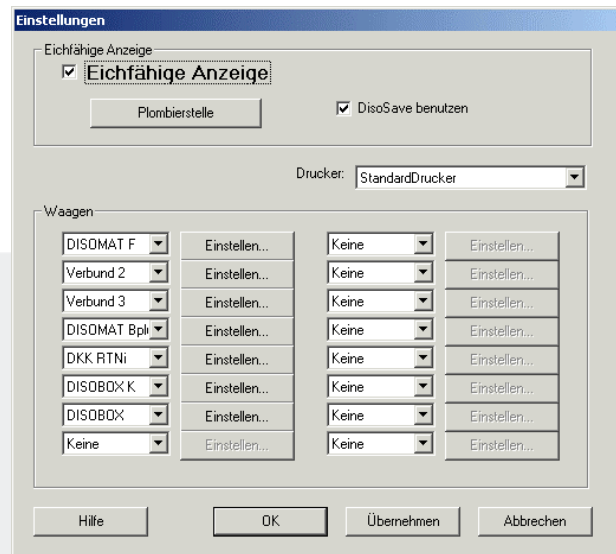 Einstellungen
Eichfähige Anzeige
Eichfähige Anzeige
Plombierstelle
DisoSave benutzen
Drucker: StandardDrucker
Waagen
DISOMAT F Einstellen... Keine Einstellen...
Verbund 2 Einstellen... Keine Einstellen...
Verbund 3 Einstellen... Keine Einstellen...
DISOMAT Bplu Einstellen... Keine Einstellen...
DKK RTNi Einstellen... Keine Einstellen...
DISOBOX K Einstellen... Keine Einstellen...
DISOBOX Einstellen... Keine Einstellen...
Keine Einstellen... Keine Einstellen...
Hilfe OK Übernehmen Abbrechen